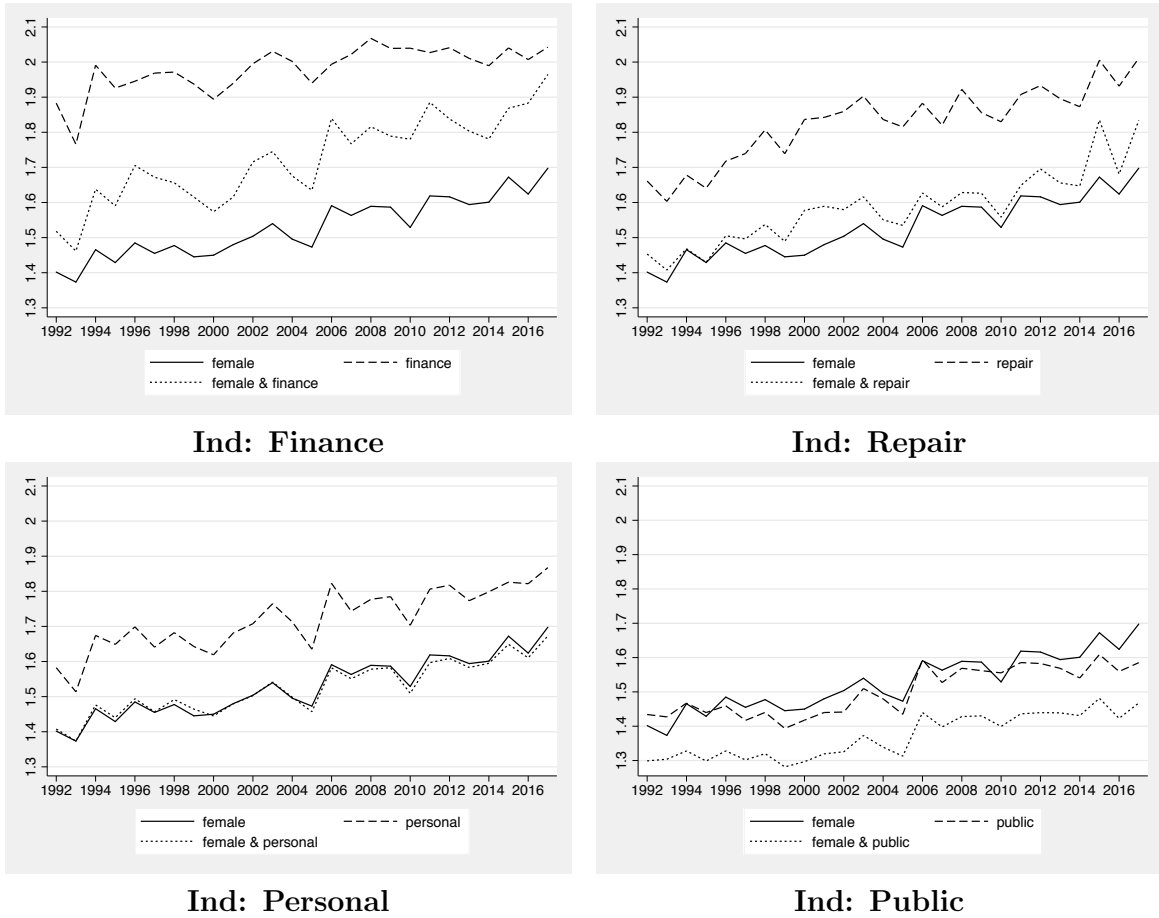 2.1
2
1.9
1.8
1.7
1.6
1.5
1.4
1.3
1992 1994 1996 1998 2000 2002 2004 2006 2008 2010 2012 2014 2016
female finance
female & finance
Ind: Finance
2.1
2
1.9
1.8
1.7
1.6
1.5
1.4
1.3
1992 1994 1996 1998 2000 2002 2004 2006 2008 2010 2012 2014 2016
female repair
female & repair
Ind: Repair
2.1
2
1.9
1.8
1.7
1.6
1.5
1.4
1.3
1992 1994 1996 1998 2000 2002 2004 2006 2008 2010 2012 2014 2016
female personal
female & personal
Ind: Personal
2.1
2
1.9
1.8
1.7
1.6
1.5
1.4
1.3
1992 1994 1996 1998 2000 2002 2004 2006 2008 2010 2012 2014 2016
female public
female & public
Ind: Public